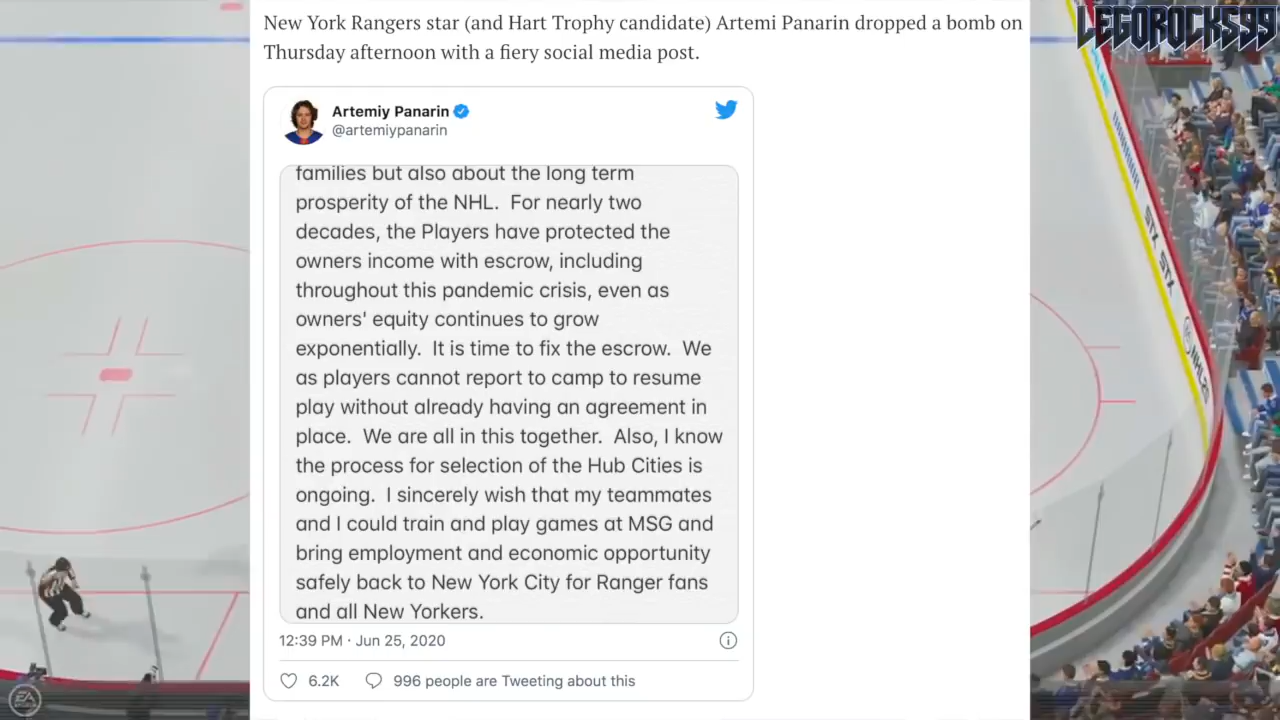 LEGOROCKS99
New York Rangers star (and Hart Trophy candidate) Artemi Panarin dropped a bomb on
Thursday afternoon with a fiery social media post.
Artemiy Panarin
@artemiypanarin
families but also about the long term
prosperity of the NHL.  For nearly two
decades, the Players have protected the
owners income with escrow, including
throughout this pandemic crisis, even as
owners' equity continues to grow
exponentially.  It is time to fix the escrow.  We
as players cannot report to camp to resume
play without already having an agreement in
place.  We are all in this together.  Also, I know
the process for selection of the Hub Cities is
ongoing.  I sincerely wish that my teammates
and I could train and play games at MSG and
bring employment and economic opportunity
safely back to New York City for Ranger fans
and all New Yorkers.
12:39 PM · Jun 25, 2020
6.2K
996 people are Tweeting about this
STX
STX
NHL20
EA